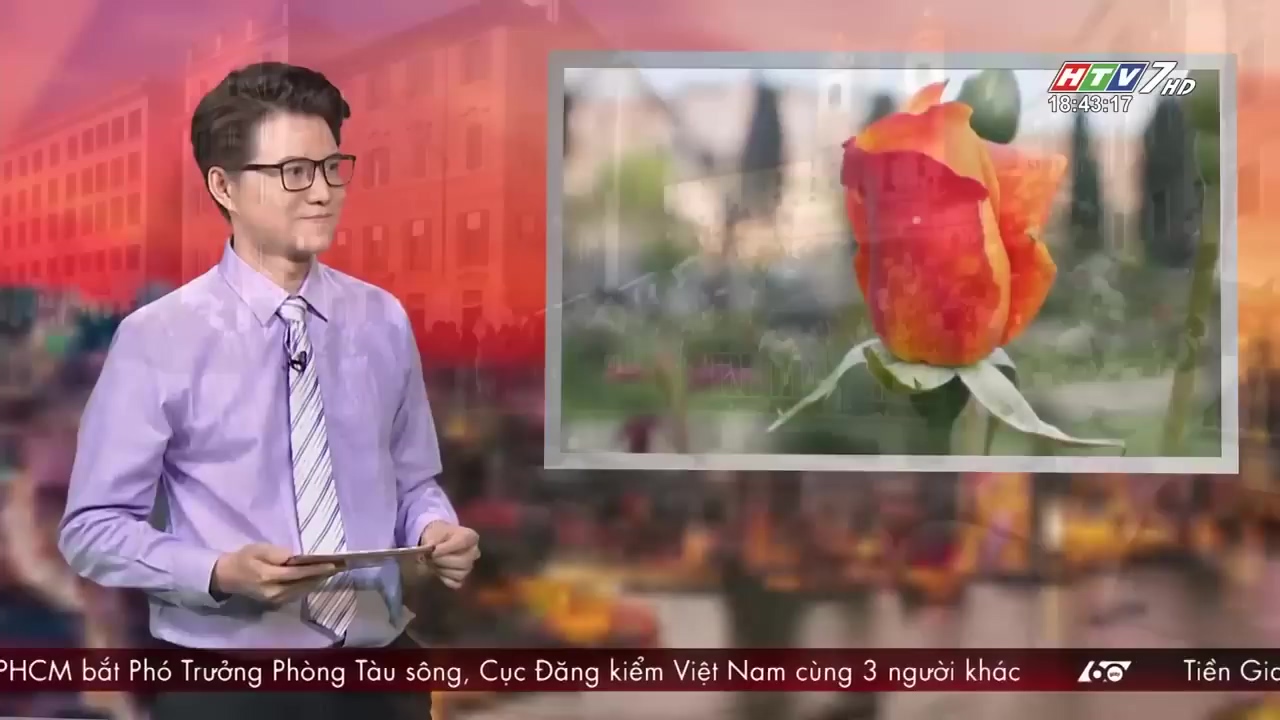 HTV7 HD
18:43:17
PHCM bắt Phó Trưởng Phòng Tàu sông, Cục Đăng kiểm Việt Nam cùng 3 người khác
60 Tiền Gia